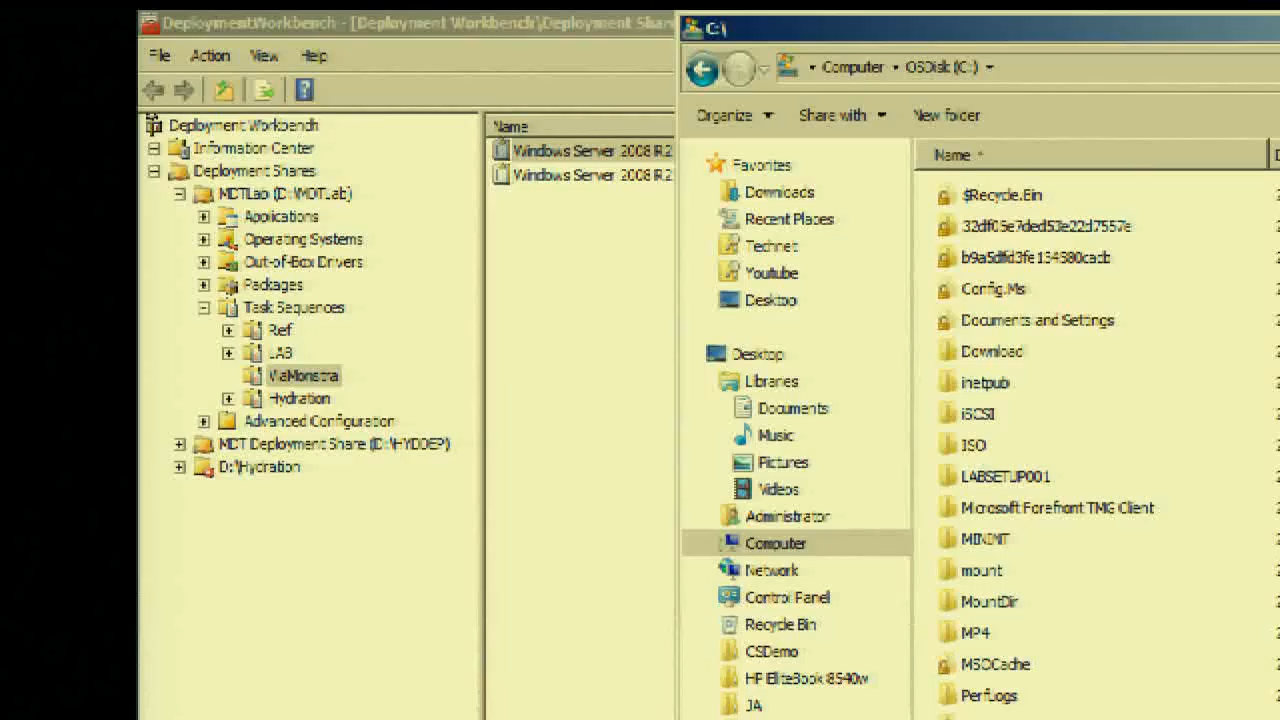 DeploymentWorkbench - [Deployment Workbench\Deployment Shar
File Action View Help
Deployment Workbench
Information Center
Deployment Shares
MDTLab (D:\MDTLab)
Applications
Operating Systems
Out-of-Box Drivers
Packages
Task Sequences
Ref
LAB
ViaMonstra
Hydration
Advanced Configuration
MDT Deployment Share (D:\HYDDEP)
D:\Hydration
Name
Windows Server 2008 R2
Windows Server 2008 R2
C:\
Computer OSDisk (C:)
Organize Share with New folder
Favorites
Downloads
Recent Places
Technet
Youtube
Desktop
Desktop
Libraries
Documents
Music
Pictures
Videos
Administrator
Computer
Network
Control Panel
Recycle Bin
CSDemo
HP EliteBook 8540w
JA
Name
$Recycle.Bin
Config.Msi
Documents and Settings
Download
inetpub
iSCSI
ISO
LABSETUP001
Microsoft Forefront TMG Client
MININT
mount
MountDir
MP4
MSOCache
PerfLogs